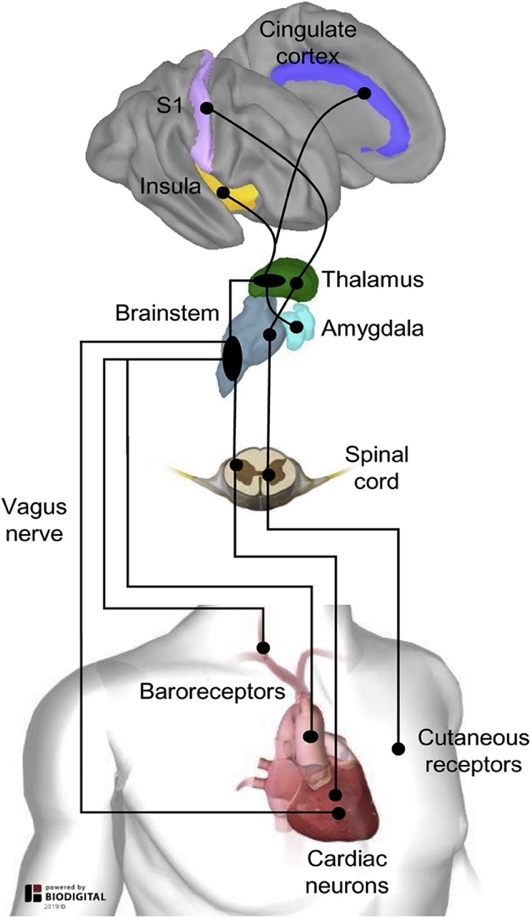 Cingulate
cortex
S1
Insula
Thalamus
Brainstem
Amygdala
Spinal
cord
Vagus
nerve
Baroreceptors
Cutaneous
receptors
Cardiac
neurons
powered by
BIODIGITAL
2019 ©